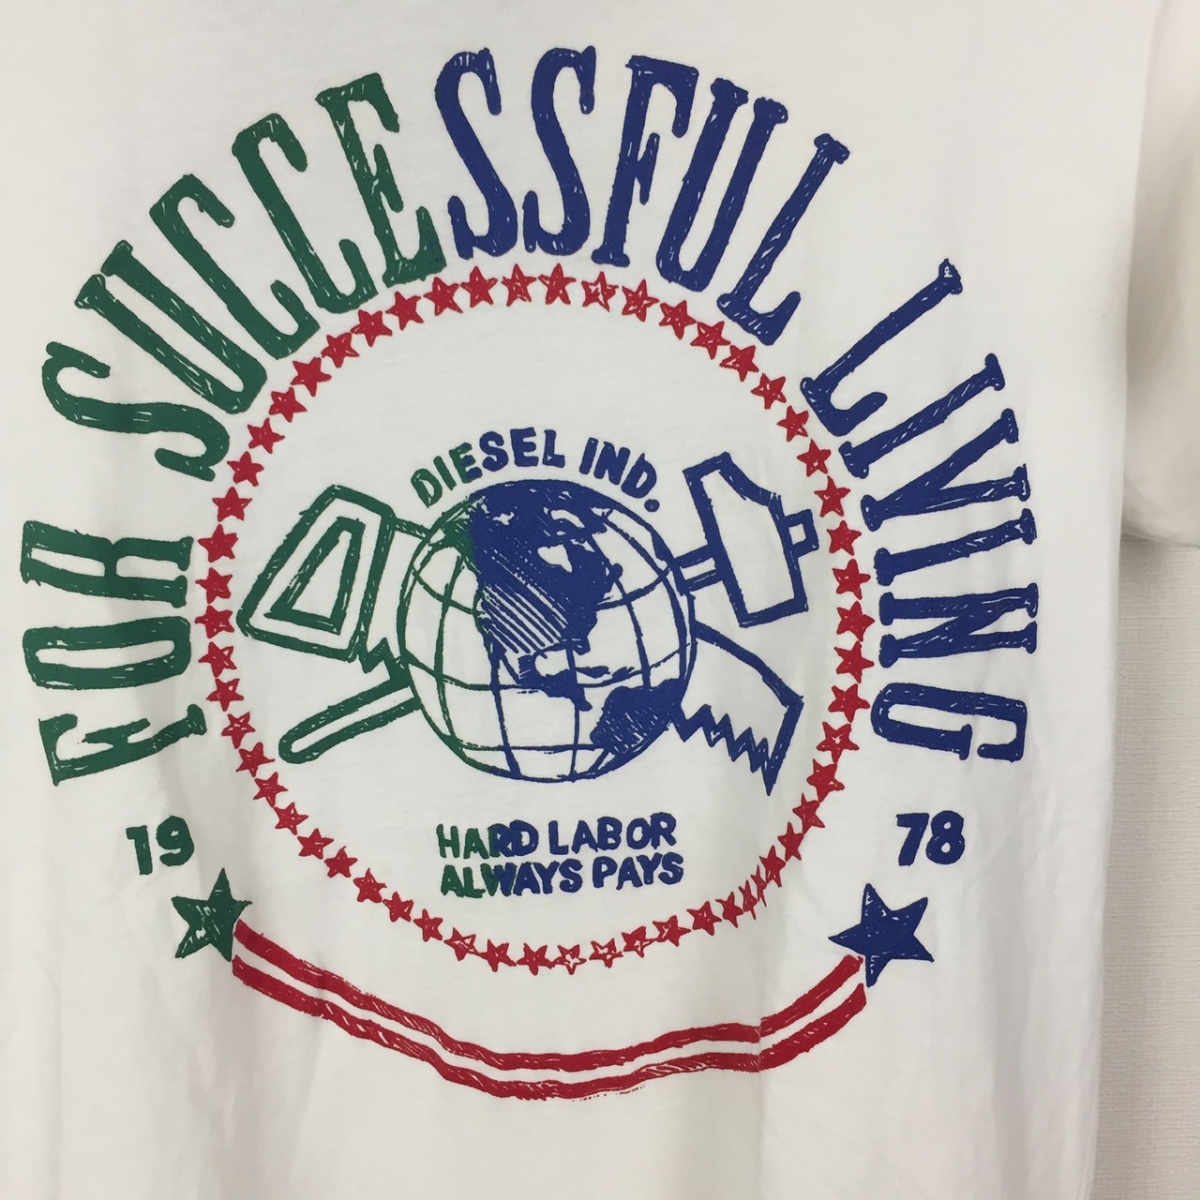 FOR SUCCESSFUL LIVING
DIESEL IND.
HARD LABOR
ALWAYS PAYS
19 78